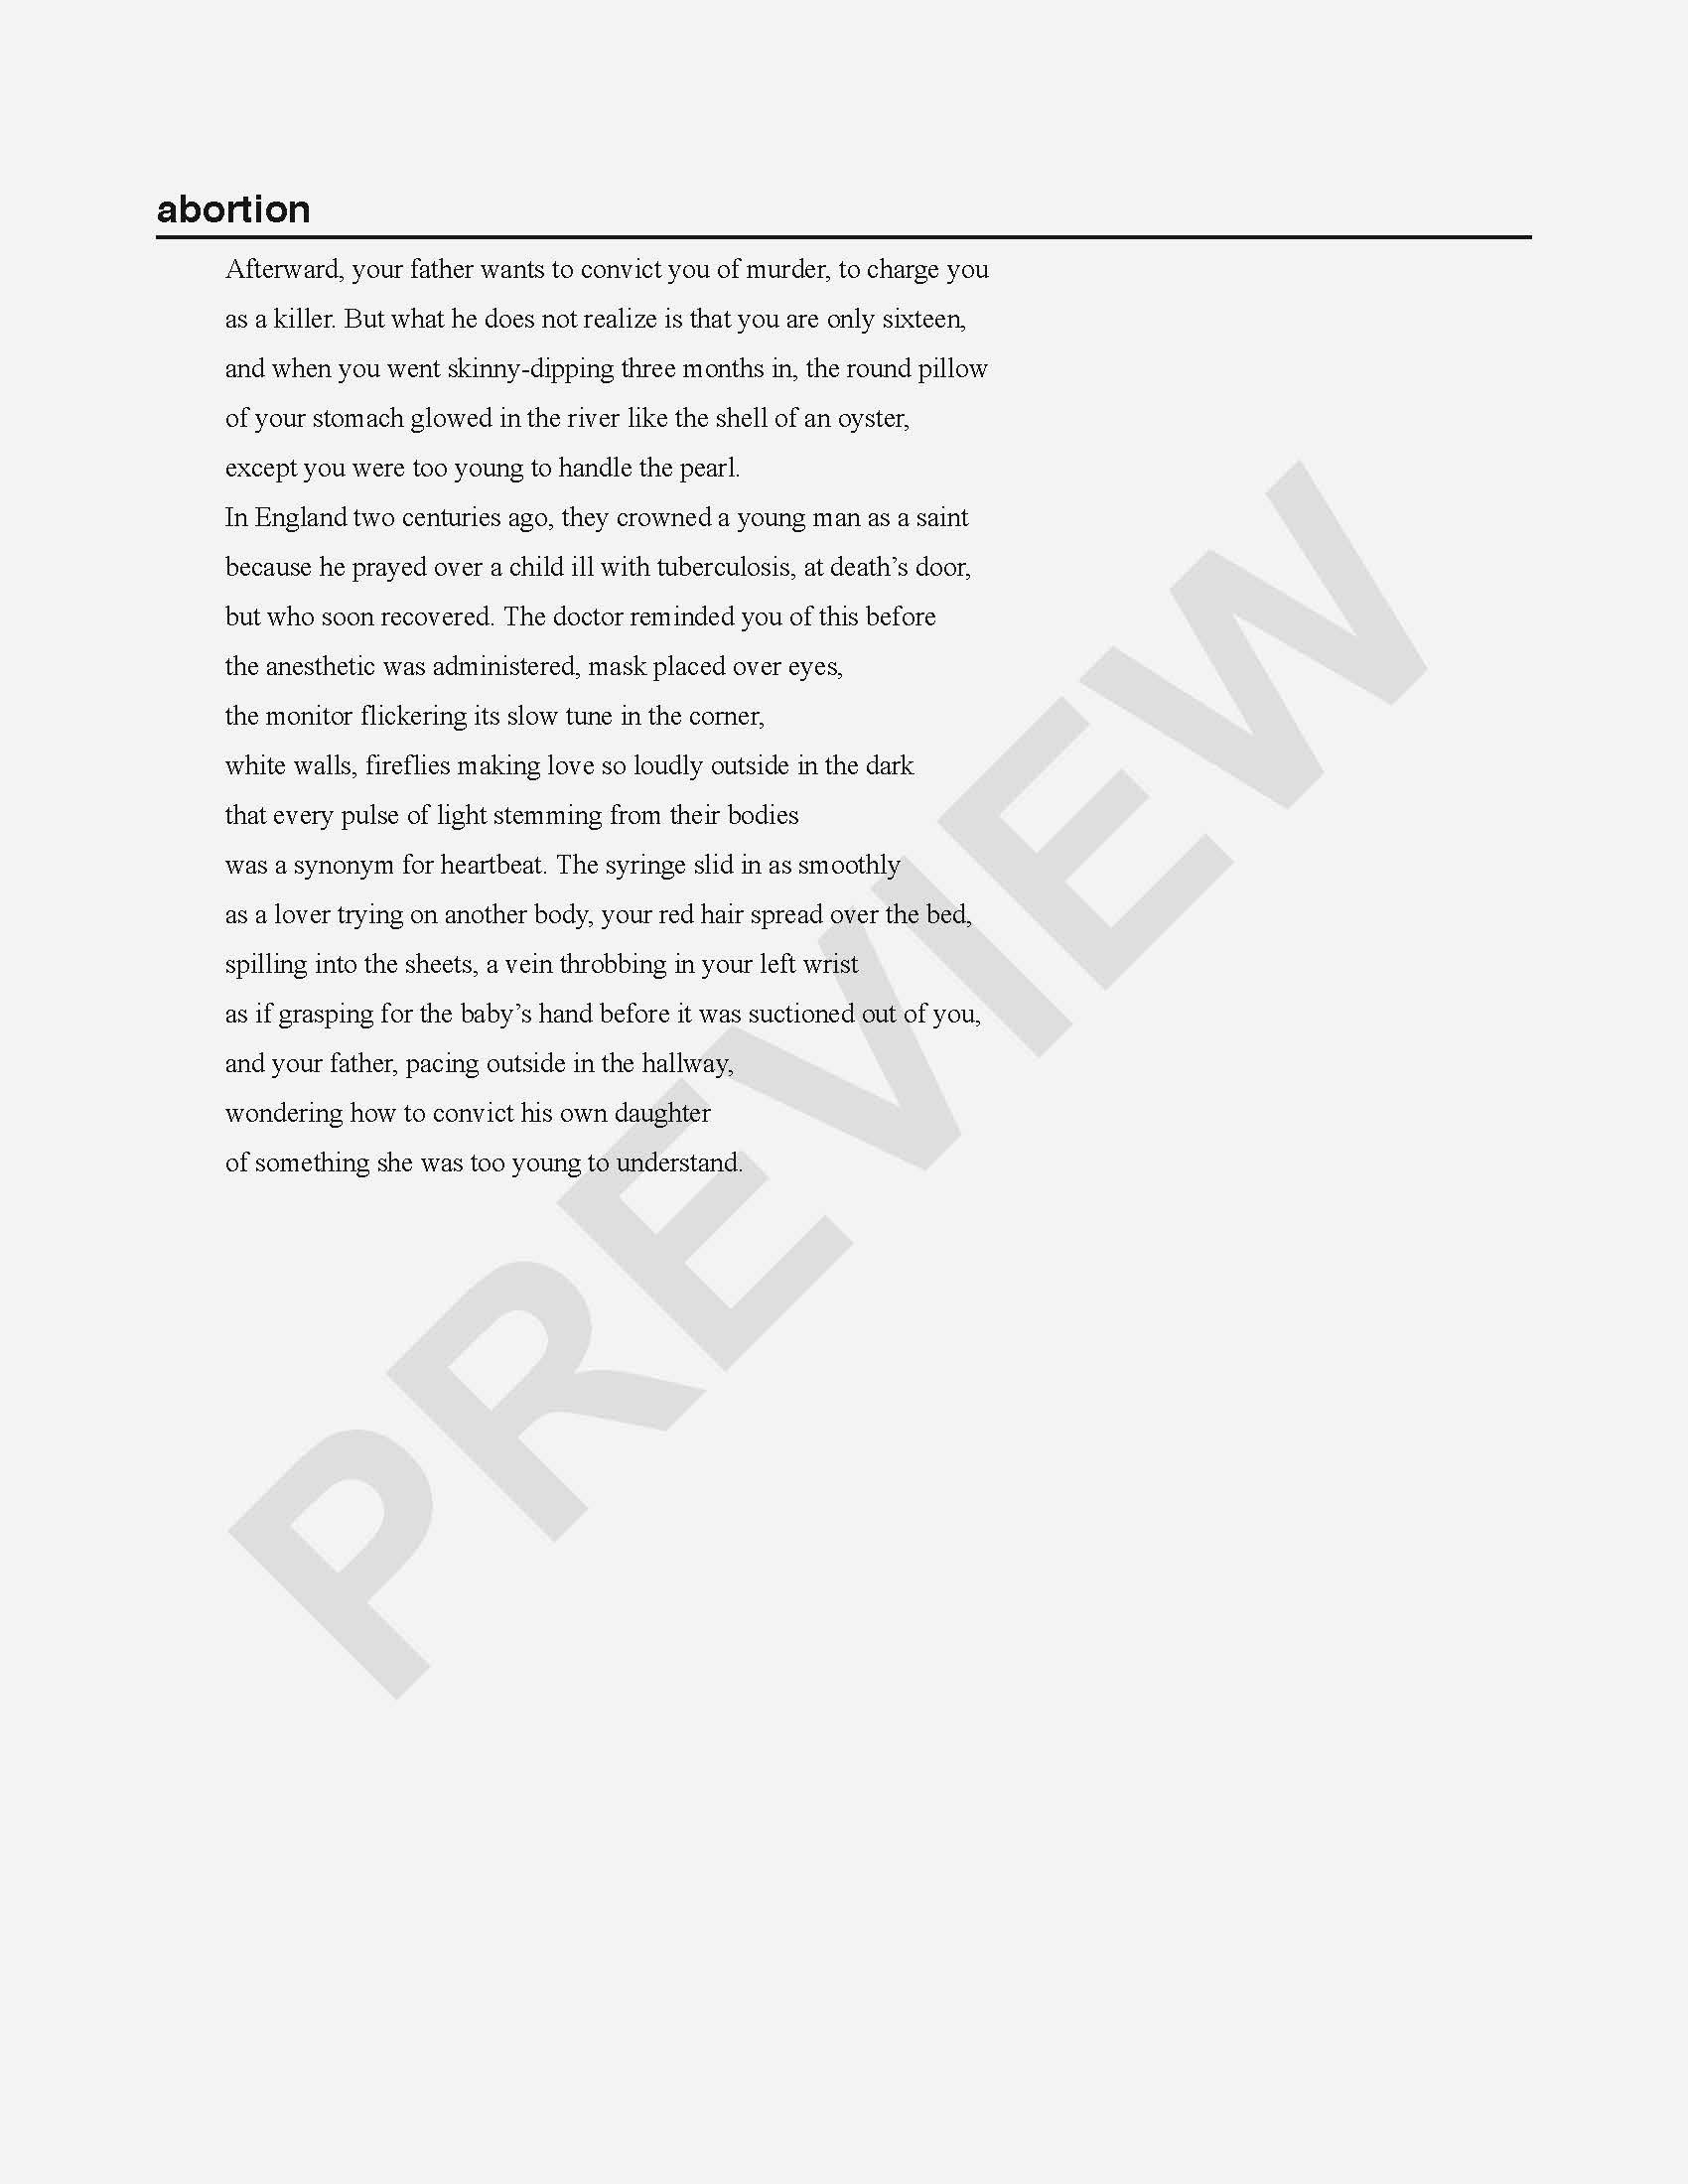 abortion
Afterward, your father wants to convict you of murder, to charge you
as a killer. But what he does not realize is that you are only sixteen,
and when you went skinny-dipping three months in, the round pillow
of your stomach glowed in the river like the shell of an oyster,
except you were too young to handle the pearl.
In England two centuries ago, they crowned a young man as a saint
because he prayed over a child ill with tuberculosis, at death’s door,
but who soon recovered. The doctor reminded you of this before
the anesthetic was administered, mask placed over eyes,
the monitor flickering its slow tune in the corner,
white walls, fireflies making love so loudly outside in the dark
that every pulse of light stemming from their bodies
was a synonym for heartbeat. The syringe slid in as smoothly
as a lover trying on another body, your red hair spread over the bed,
spilling into the sheets, a vein throbbing in your left wrist
as if grasping for the baby’s hand before it was suctioned out of you,
and your father, pacing outside in the hallway,
wondering how to convict his own daughter
of something she was too young to understand.
PREVIEW